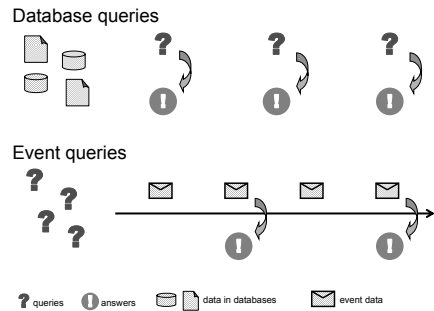 Database queries
? ? ?
! ! !
Event queries
? ? ? ?
! !
? queries ! answers data in databases event data